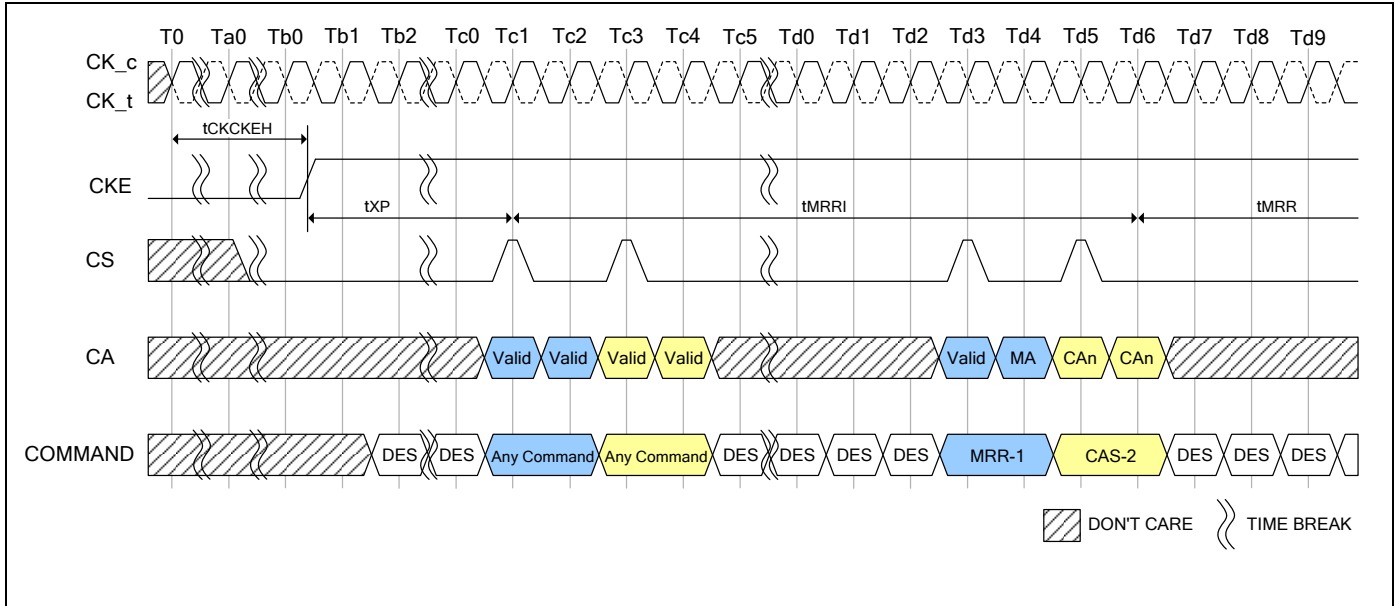 T0 Ta0 Tb0 Tb1 Tb2 Tc0 Tc1 Tc2 Tc3 Tc4 Tc5 Td0 Td1 Td2 Td3 Td4 Td5 Td6 Td7 Td8 Td9
CK_c
CK_t
tCKCKEH
CKE
tXP tMRRI tMRR
CS
CA Valid Valid Valid Valid Valid MA CAn CAn
COMMAND DES DES Any Command Any Command DES DES DES DES MRR-1 CAS-2 DES DES DES
DON'T CARE TIME BREAK